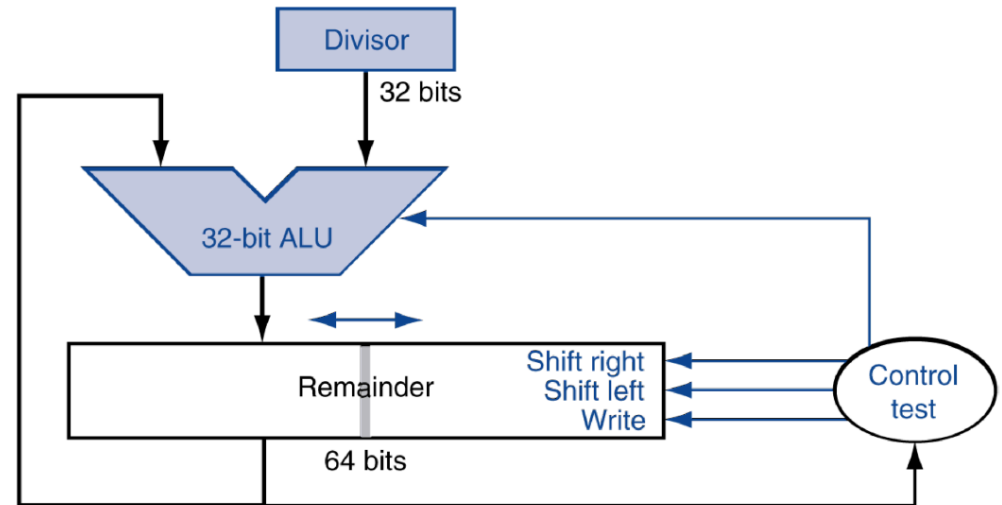 Divisor
32 bits
32-bit ALU
Remainder
Shift right
Shift left
Write
Control
test
64 bits